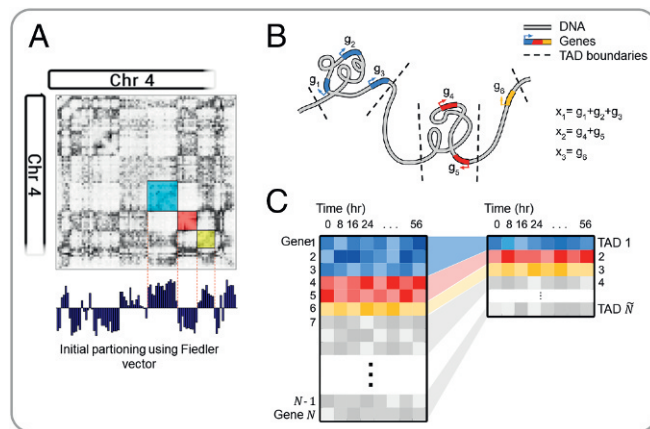 A
Chr 4
Chr 4
Initial partioning using Fiedler
vector
B
g₁
g₂
g₃
g₄
g₅
g₆
DNA
Genes
TAD boundaries
x₁= g₁+g₂+g₃
x₂= g₄+g₅
x₃= g₆
C
Time (hr)
0 8 16 24 ... 56
Gene1
2
3
4
5
6
7
N-1
Gene N
Time (hr)
0 8 16 24 ... 56
TAD 1
2
3
4
TAD Ñ